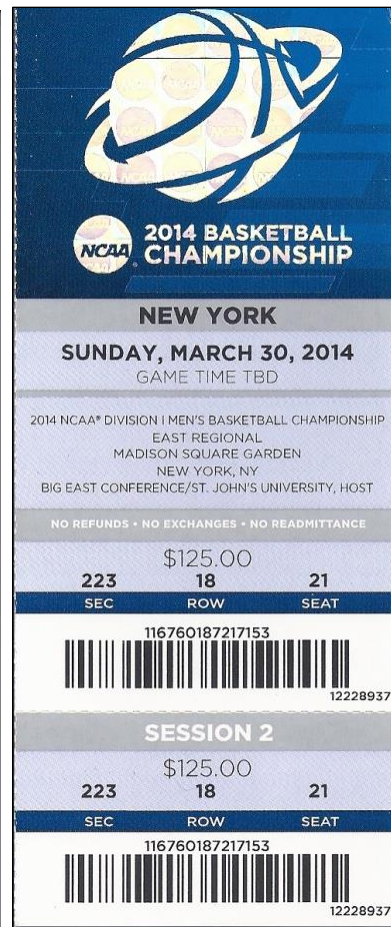 NCAA
2014 BASKETBALL
CHAMPIONSHIP
NEW YORK
SUNDAY, MARCH 30, 2014
GAME TIME TBD
2014 NCAA® DIVISION I MEN'S BASKETBALL CHAMPIONSHIP
EAST REGIONAL
MADISON SQUARE GARDEN
NEW YORK, NY
BIG EAST CONFERENCE/ST. JOHN'S UNIVERSITY, HOST
NO REFUNDS • NO EXCHANGES • NO READMITTANCE
$125.00
223 18 21
SEC ROW SEAT
116760187217153
12228937
SESSION 2
$125.00
223 18 21
SEC ROW SEAT
116760187217153
12228937